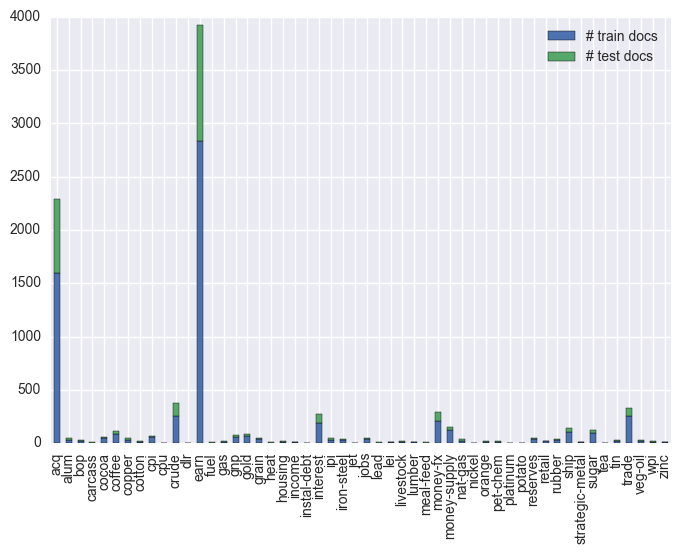 4000
3500
3000
2500
2000
1500
1000
500
0
# train docs
# test docs
acq
alum
bop
carcass
cocoa
coffee
copper
cotton
cpi
cpu
crude
dlr
earn
fuel
gas
gnp
gold
grain
heat
housing
income
instal-debt
interest
ipi
iron-steel
jet
jobs
lead
lei
livestock
lumber
meal-feed
money-fx
money-supply
nat-gas
nickel
orange
pet-chem
platinum
potato
reserves
retail
rubber
ship
strategic-metal
sugar
tea
tin
trade
veg-oil
wpi
zinc